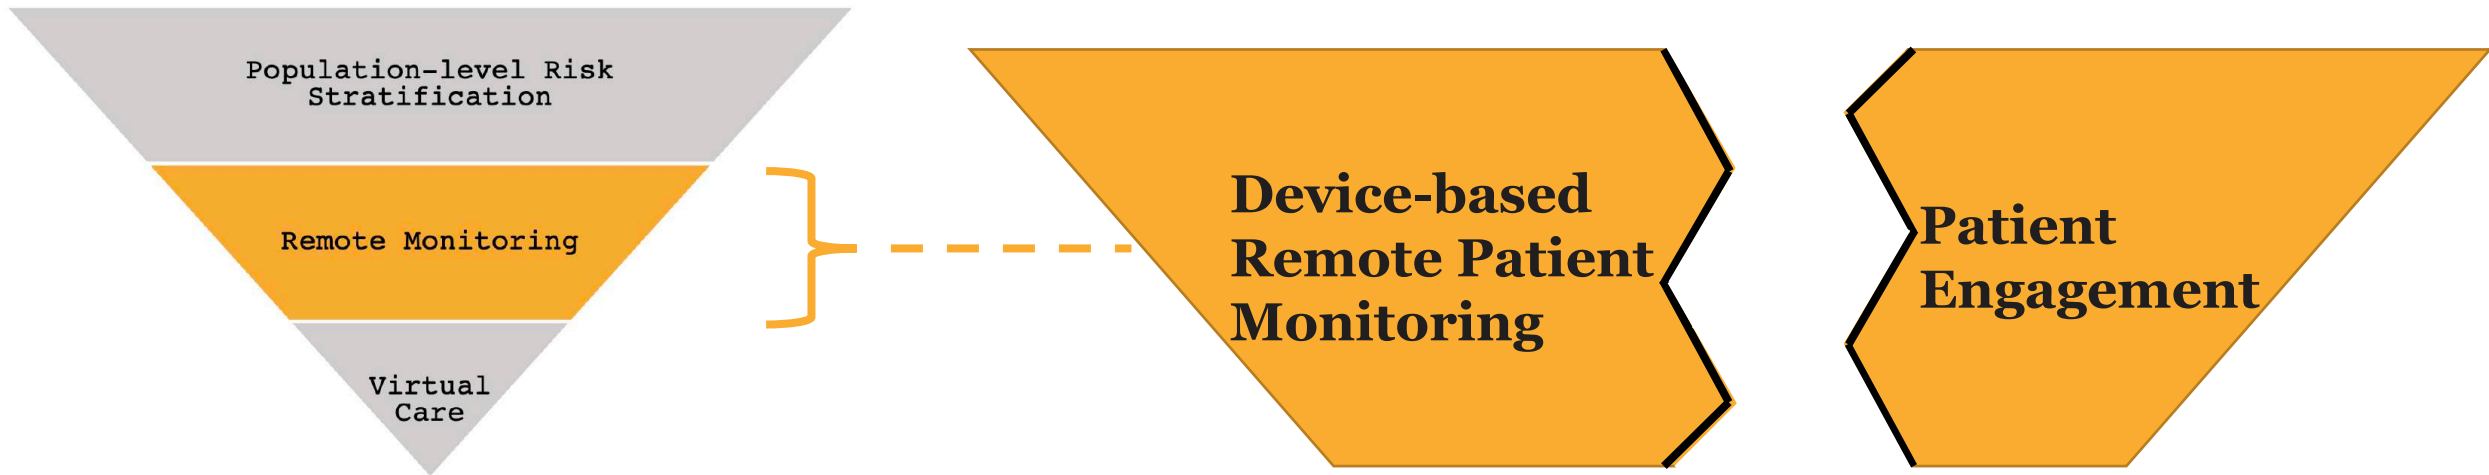 Population-level Risk
Stratification
Remote Monitoring
Virtual
Care
Device-based
Remote Patient
Monitoring
Patient
Engagement